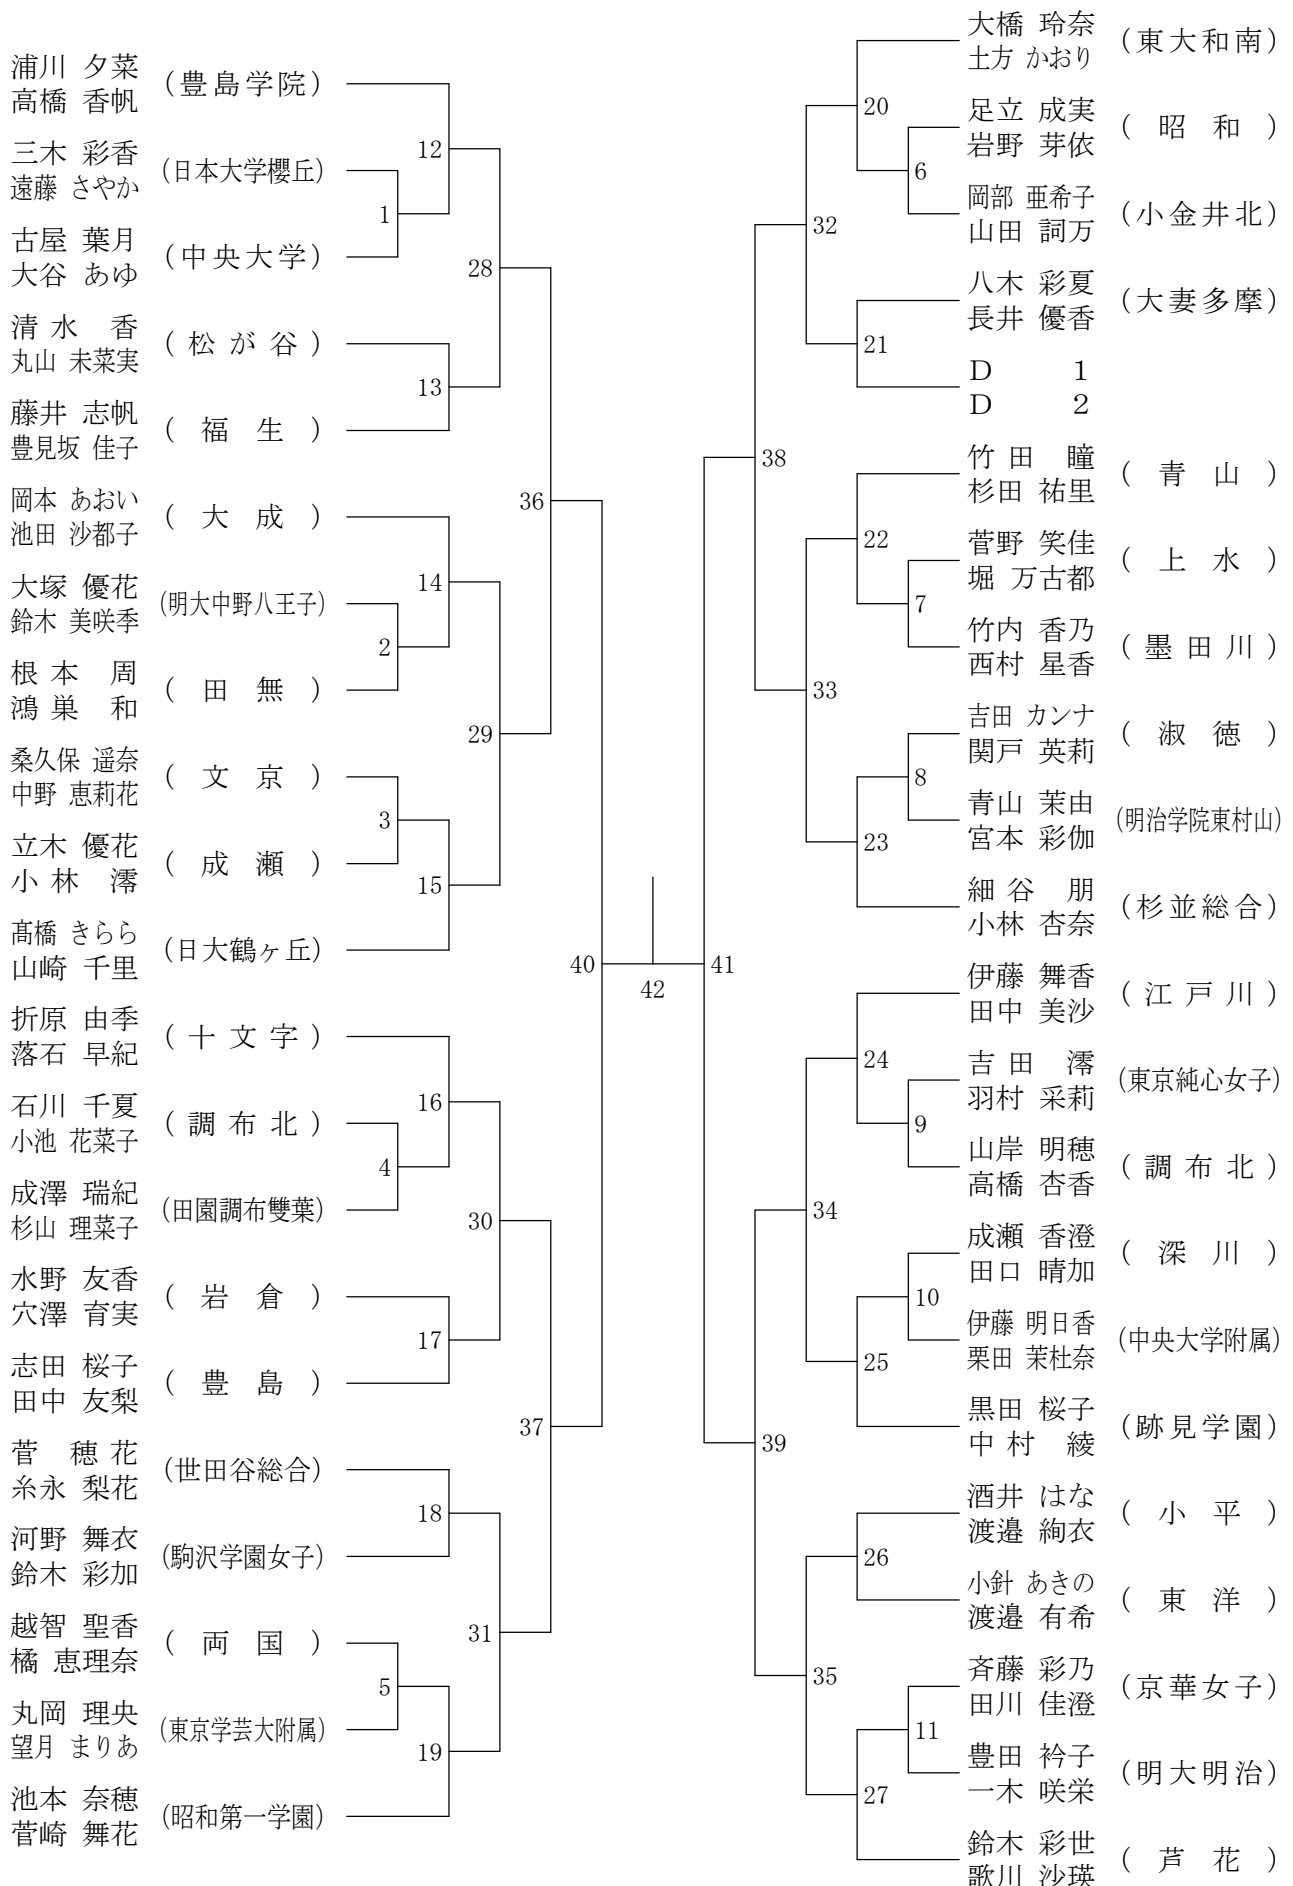 浦川 夕菜
高橋 香帆
(豊島学院)
三木 彩香
遠藤 さやか
(日本大学櫻丘)
古屋 葉月
大谷 あゆ
(中央大学)
清水 香
丸山 未菜実
(松が谷)
藤井 志帆
豊見坂 佳子
(福生)
岡本 あおい
池田 沙都子
(大成)
大塚 優花
鈴木 美咲季
(明大中野八王子)
根本 周
鴻巣 和
(田無)
桑久保 遥奈
中野 恵莉花
(文京)
立木 優花
小林 澪
(成瀬)
髙橋 きらら
山崎 千里
(日大鶴ヶ丘)
折原 由季
落石 早紀
(十文字)
石川 千夏
小池 花菜子
(調布北)
成澤 瑞紀
杉山 理菜子
(田園調布雙葉)
水野 友香
穴澤 育実
(岩倉)
志田 桜子
田中 友梨
(豊島)
菅 穂花
糸永 梨花
(世田谷総合)
河野 舞衣
鈴木 彩加
(駒沢学園女子)
越智 聖香
橘 恵理奈
(両国)
丸岡 理央
望月 まりあ
(東京学芸大附属)
池本 奈穂
菅崎 舞花
(昭和第一学園)
1
2
3
4
5
12
13
14
15
16
17
18
19
28
29
30
31
36
37
40
42
41
38
39
32
33
34
35
20
21
22
23
24
25
26
27
6
7
8
9
10
11
大橋 玲奈
土方 かおり
(東大和南)
足立 成実
岩野 芽依
(昭和)
岡部 亜希子
山田 詞万
(小金井北)
八木 彩夏
長井 優香
(大妻多摩)
D 1
D 2
竹田 瞳
杉田 祐里
(青山)
菅野 笑佳
堀 万古都
(上水)
竹内 香乃
西村 星香
(墨田川)
吉田 カンナ
関戸 英莉
(淑徳)
青山 茉由
宮本 彩伽
(明治学院東村山)
細谷 朋
小林 杏奈
(杉並総合)
伊藤 舞香
田中 美沙
(江戸川)
吉田 澪
羽村 采莉
(東京純心女子)
山岸 明穂
高橋 杏香
(調布北)
成瀬 香澄
田口 晴加
(深川)
伊藤 明日香
栗田 茉杜奈
(中央大学附属)
黒田 桜子
中村 綾
(跡見学園)
酒井 はな
渡邉 絢衣
(小平)
小針 あきの
渡邉 有希
(東洋)
斉藤 彩乃
田川 佳澄
(京華女子)
豊田 衿子
一木 咲栄
(明大明治)
鈴木 彩世
歌川 沙瑛
(芦花)